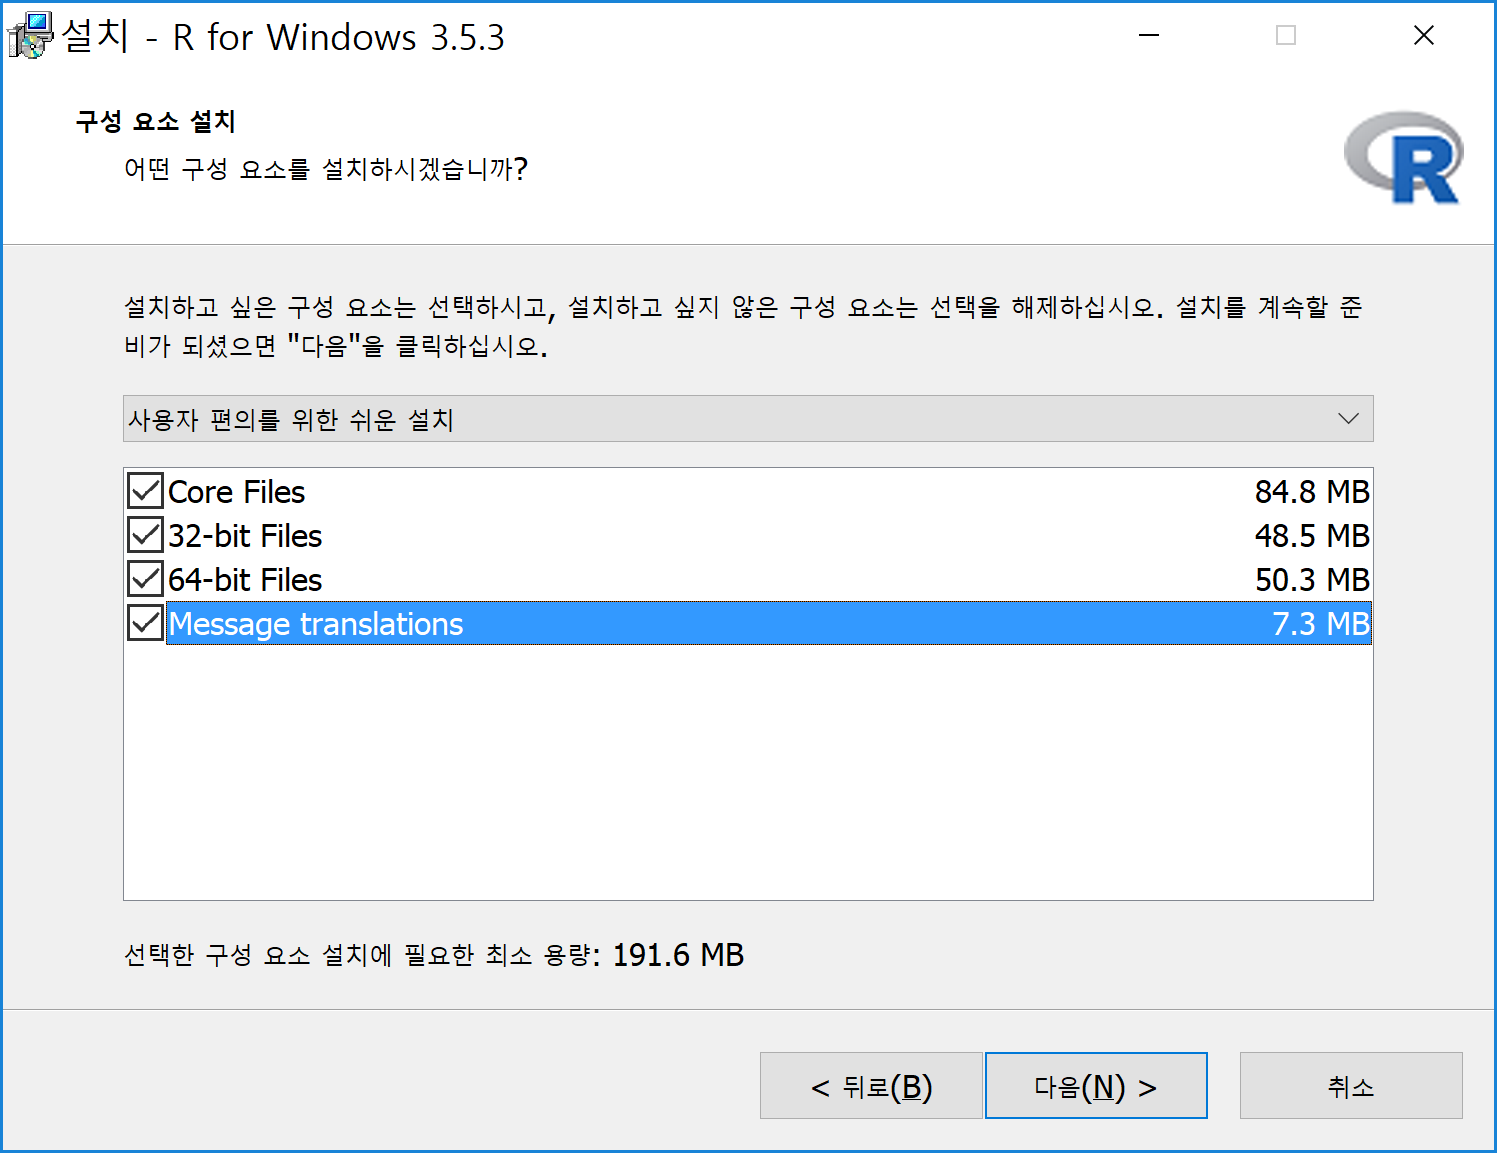 설치 - R for Windows 3.5.3
구성 요소 설치
어떤 구성 요소를 설치하시겠습니까?
R
설치하고 싶은 구성 요소는 선택하시고, 설치하고 싶지 않은 구성 요소는 선택을 해제하십시오. 설치를 계속할 준
비가 되셨으면 "다음"을 클릭하십시오.
사용자 편의를 위한 쉬운 설치
Core Files 84.8 MB
32-bit Files 48.5 MB
64-bit Files 50.3 MB
Message translations 7.3 MB
선택한 구성 요소 설치에 필요한 최소 용량: 191.6 MB
< 뒤로(B) 다음(N) > 취소